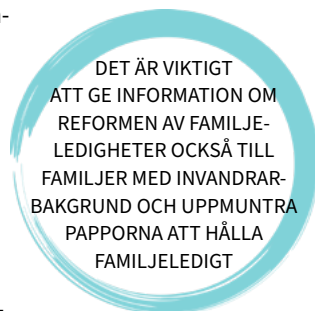 DET ÄR VIKTIGT
ATT GE INFORMATION OM
REFORMEN AV FAMILJE-
LEDIGHETER OCKSÅ TILL
FAMILJER MED INVANDRAR-
BAKGRUND OCH UPPMUNTRA
PAPPORNA ATT HÅLLA
FAMILJELEDIGT